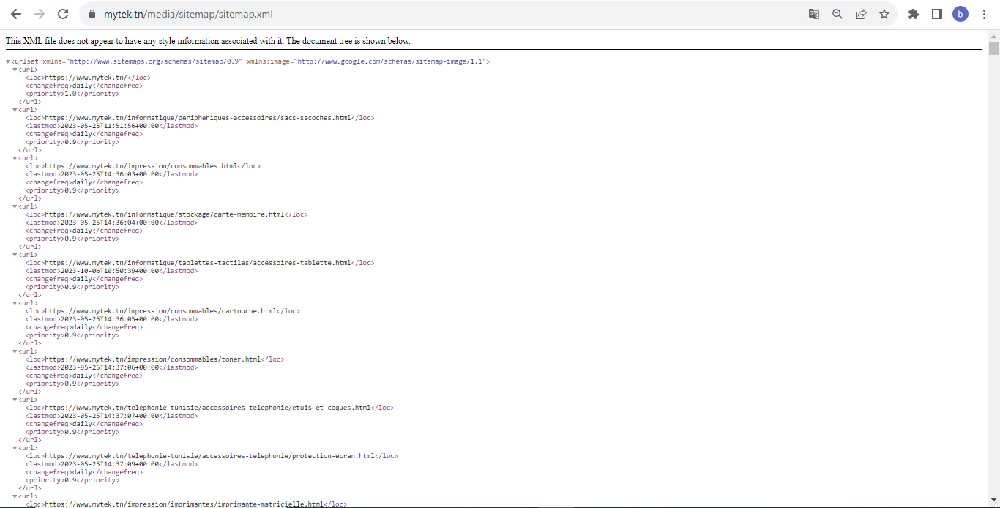 mytek.tn/media/sitemap/sitemap.xml
b
This XML file does not appear to have any style information associated with it. The document tree is shown below.
▼<urlset xmlns="http://www.sitemaps.org/schemas/sitemap/0.9" xmlns:image="http://www.google.com/schemas/sitemap-image/1.1">
▼<url>
<loc>https://www.mytek.tn/</loc>
<changefreq>daily</changefreq>
<priority>1.0</priority>
</url>
▼<url>
<loc>https://www.mytek.tn/informatique/peripheriques-accessoires/sacs-sacoches.html</loc>
<lastmod>2023-05-25T11:51:56+00:00</lastmod>
<changefreq>daily</changefreq>
<priority>0.9</priority>
</url>
▼<url>
<loc>https://www.mytek.tn/impression/consommables.html</loc>
<lastmod>2023-05-25T14:36:03+00:00</lastmod>
<changefreq>daily</changefreq>
<priority>0.9</priority>
</url>
▼<url>
<loc>https://www.mytek.tn/informatique/stockage/carte-memoire.html</loc>
<lastmod>2023-05-25T14:36:04+00:00</lastmod>
<changefreq>daily</changefreq>
<priority>0.9</priority>
</url>
▼<url>
<loc>https://www.mytek.tn/informatique/tablettes-tactiles/accessoires-tablette.html</loc>
<lastmod>2023-10-06T10:50:39+00:00</lastmod>
<changefreq>daily</changefreq>
<priority>0.9</priority>
</url>
▼<url>
<loc>https://www.mytek.tn/impression/consommables/cartouche.html</loc>
<lastmod>2023-05-25T14:36:05+00:00</lastmod>
<changefreq>daily</changefreq>
<priority>0.9</priority>
</url>
▼<url>
<loc>https://www.mytek.tn/impression/consommables/toner.html</loc>
<lastmod>2023-05-25T14:37:06+00:00</lastmod>
<changefreq>daily</changefreq>
<priority>0.9</priority>
</url>
▼<url>
<loc>https://www.mytek.tn/telephonie-tunisie/accessoires-telephonie/etuis-et-coques.html</loc>
<lastmod>2023-05-25T14:37:07+00:00</lastmod>
<changefreq>daily</changefreq>
<priority>0.9</priority>
</url>
▼<url>
<loc>https://www.mytek.tn/telephonie-tunisie/accessoires-telephonie/protection-ecran.html</loc>
<lastmod>2023-05-25T14:37:09+00:00</lastmod>
<changefreq>daily</changefreq>
<priority>0.9</priority>
</url>
▼<url>
<loc>https://www.mytek.tn/impression/imprimantes/imprimante-matricielle.html</loc>